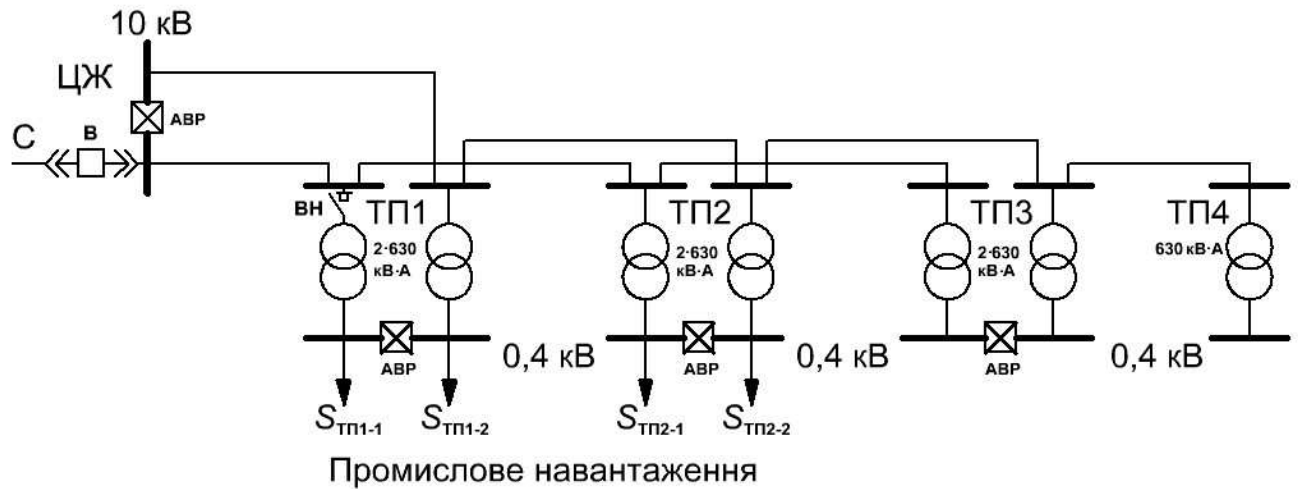 10 кВ
ЦЖ
АВР
С
В
ВН
ТП1
2·630
кВ·А
ТП2
2·630
кВ·А
ТП3
2·630
кВ·А
ТП4
630 кВ·А
АВР
0,4 кВ
АВР
0,4 кВ
АВР
0,4 кВ
SТП1-1
SТП1-2
SТП2-1
SТП2-2
Промислове навантаження